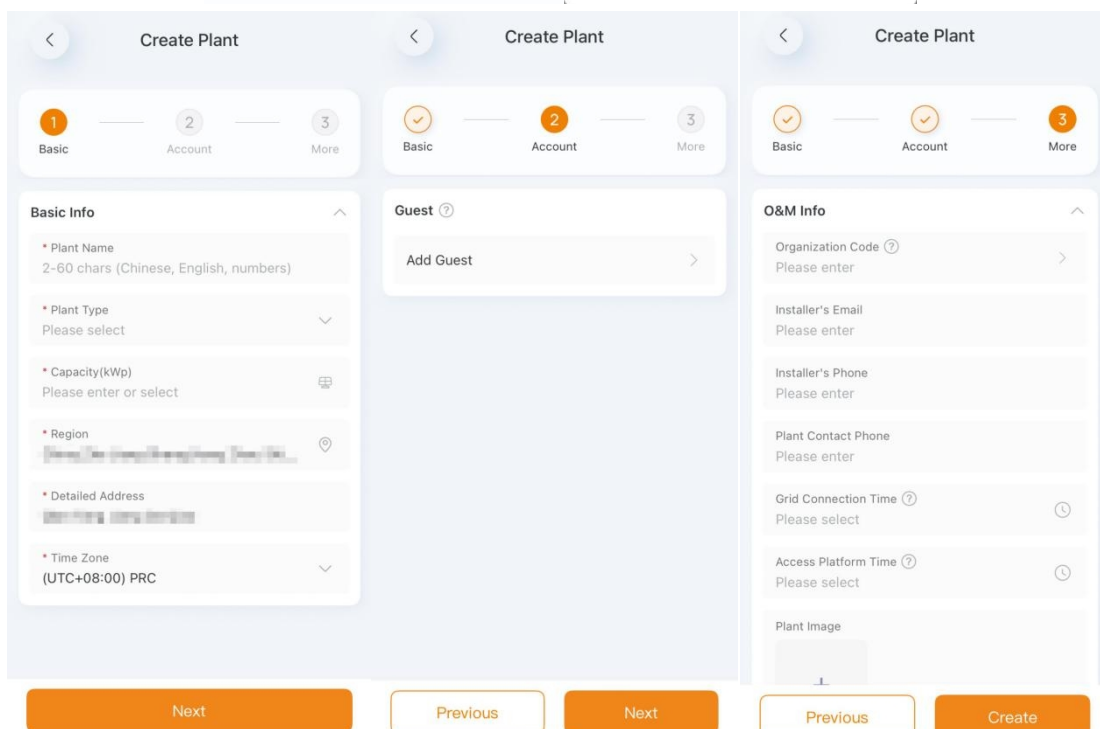 Create Plant
1
2
3
Basic
Account
More
Basic Info
* Plant Name
2-60 chars (Chinese, English, numbers)
* Plant Type
Please select
* Capacity(kWp)
Please enter or select
* Region
* Detailed Address
* Time Zone
(UTC+08:00) PRC
Next
Create Plant
2
3
Basic
Account
More
Guest ?
Add Guest
Previous
Next
Create Plant
3
Basic
Account
More
O&M Info
Organization Code ?
Please enter
Installer's Email
Please enter
Installer's Phone
Please enter
Plant Contact Phone
Please enter
Grid Connection Time ?
Please select
Access Platform Time ?
Please select
Plant Image
+
Previous
Create